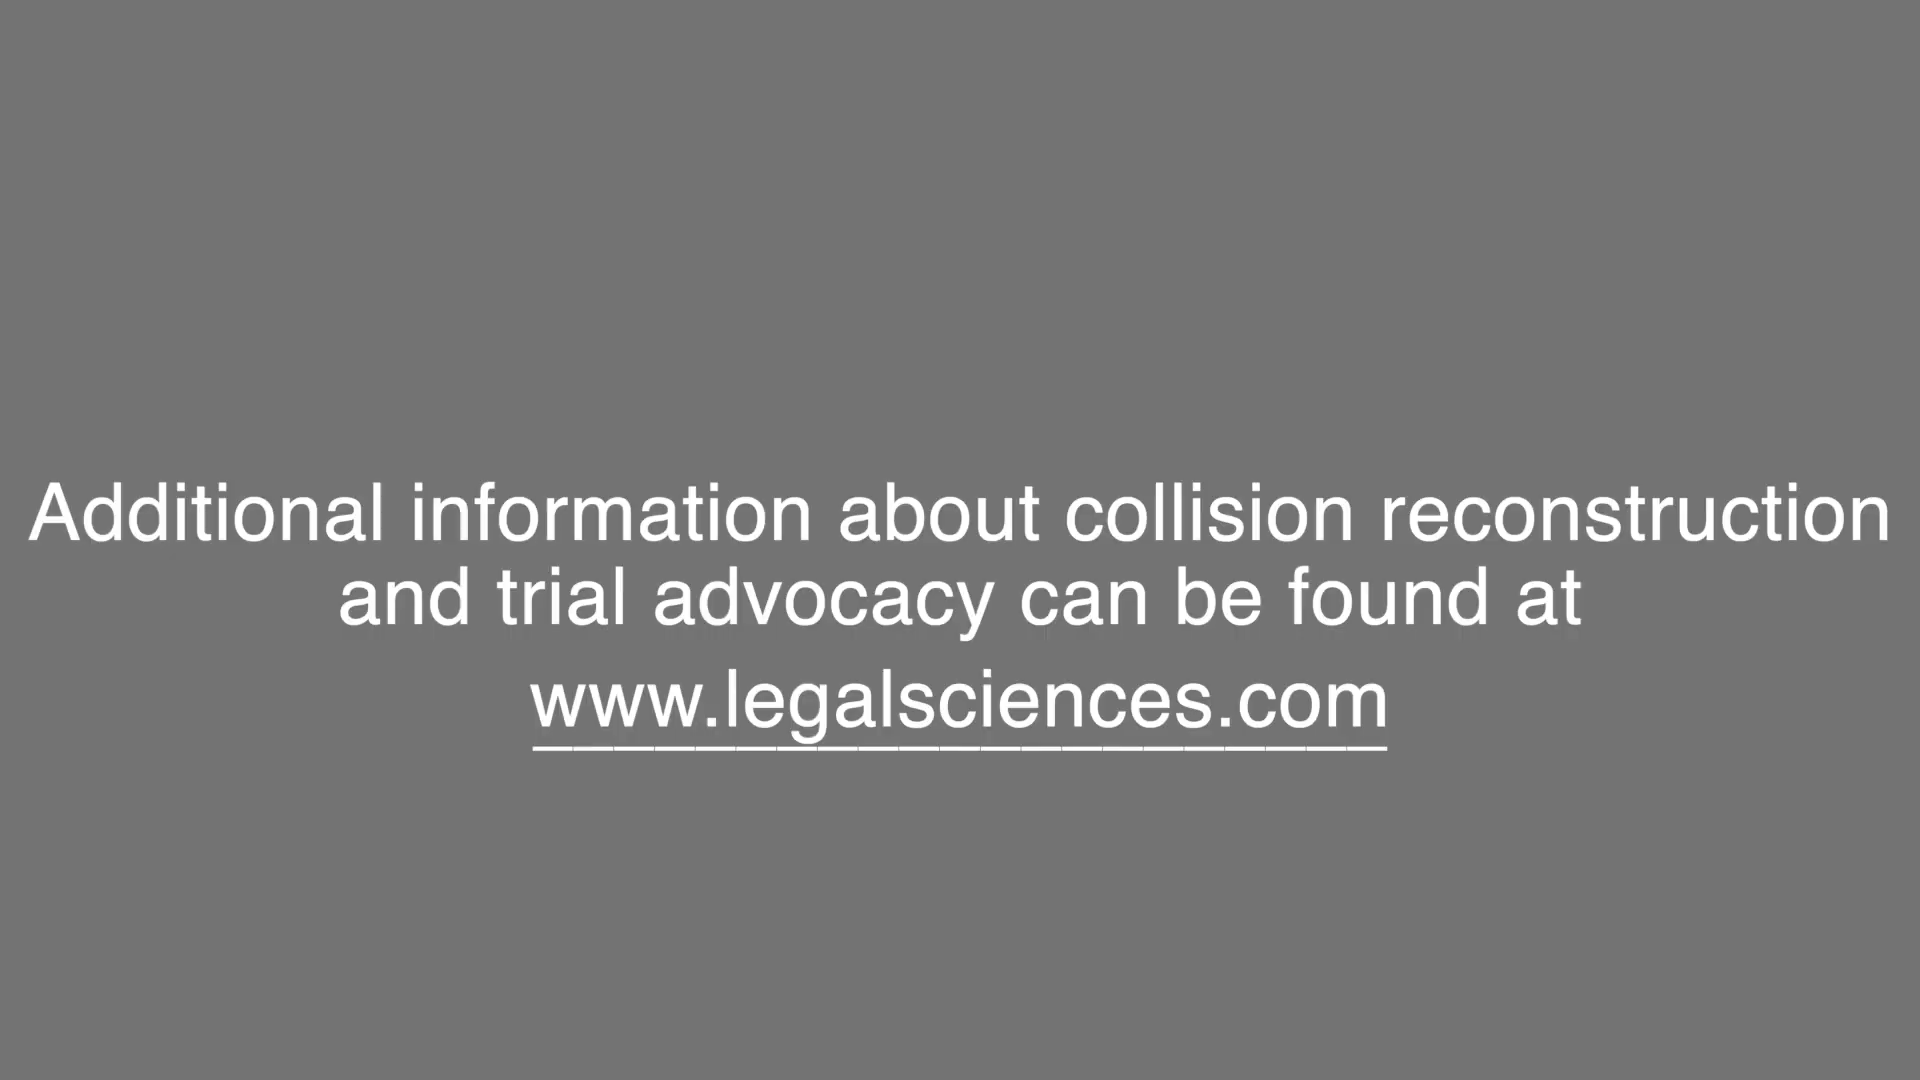 Additional information about collision reconstruction
and trial advocacy can be found at
www.legalsciences.com